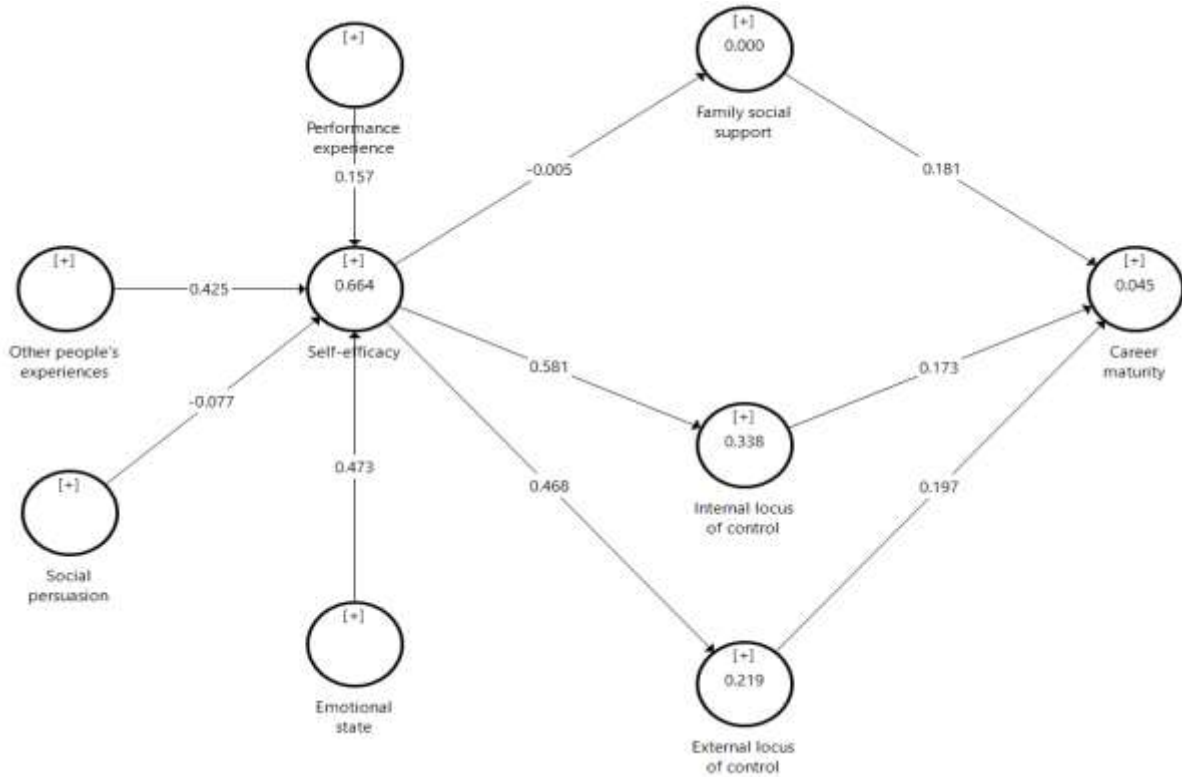 [+]
Performance
experience
0.157
[+]
0.000
Family social
support
-0.005
0.181
[+]
Other people's
experiences
0.425
[+]
0.664
Self-efficacy
[+]
0.045
Career
maturity
-0.077
0.581
0.173
[+]
Social
persuasion
0.473
0.468
[+]
0.338
Internal locus
of control
0.197
[+]
Emotional
state
[+]
0.219
External locus
of control